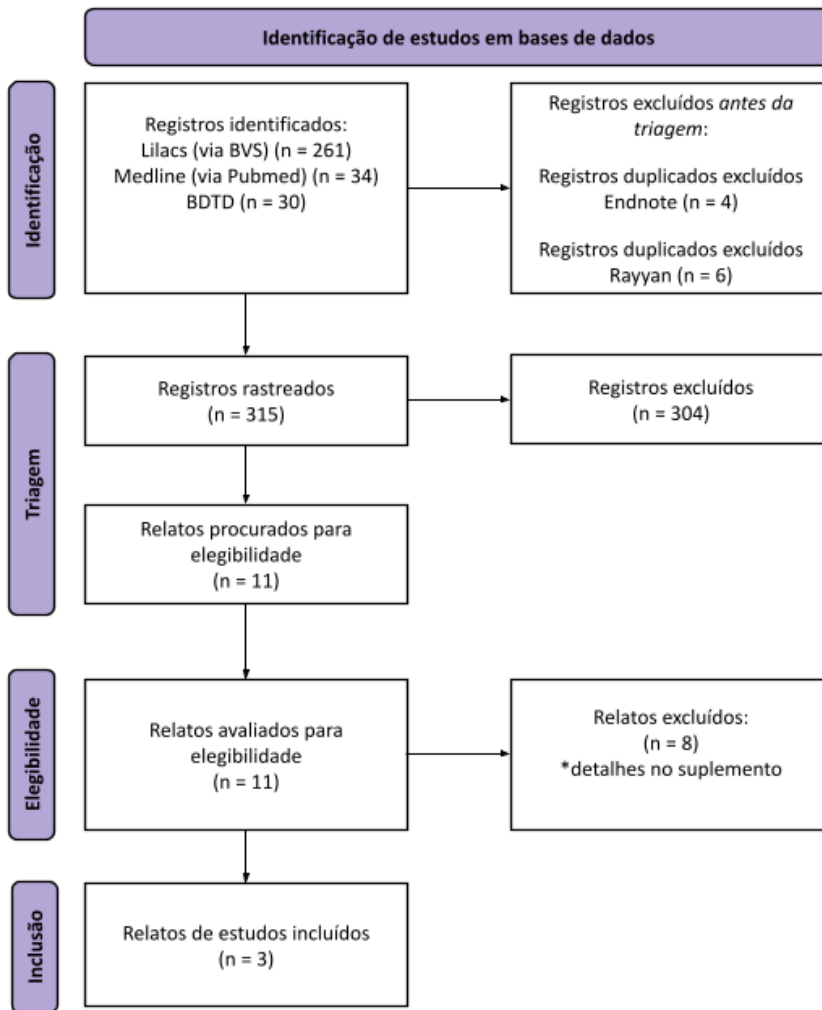 Identificação de estudos em bases de dados
Identificação
Registros identificados:
Lilacs (via BVS) (n = 261)
Medline (via Pubmed) (n = 34)
BDTD (n = 30)
Registros excluídos antes da
triagem:
Registros duplicados excluídos
Endnote (n = 4)
Registros duplicados excluídos
Rayyan (n = 6)
Triagem
Registros rastreados
(n = 315)
Registros excluídos
(n = 304)
Relatos procurados para
elegibilidade
(n = 11)
Elegibilidade
Relatos avaliados para
elegibilidade
(n = 11)
Relatos excluídos:
(n = 8)
*detalhes no suplemento
Inclusão
Relatos de estudos incluídos
(n = 3)